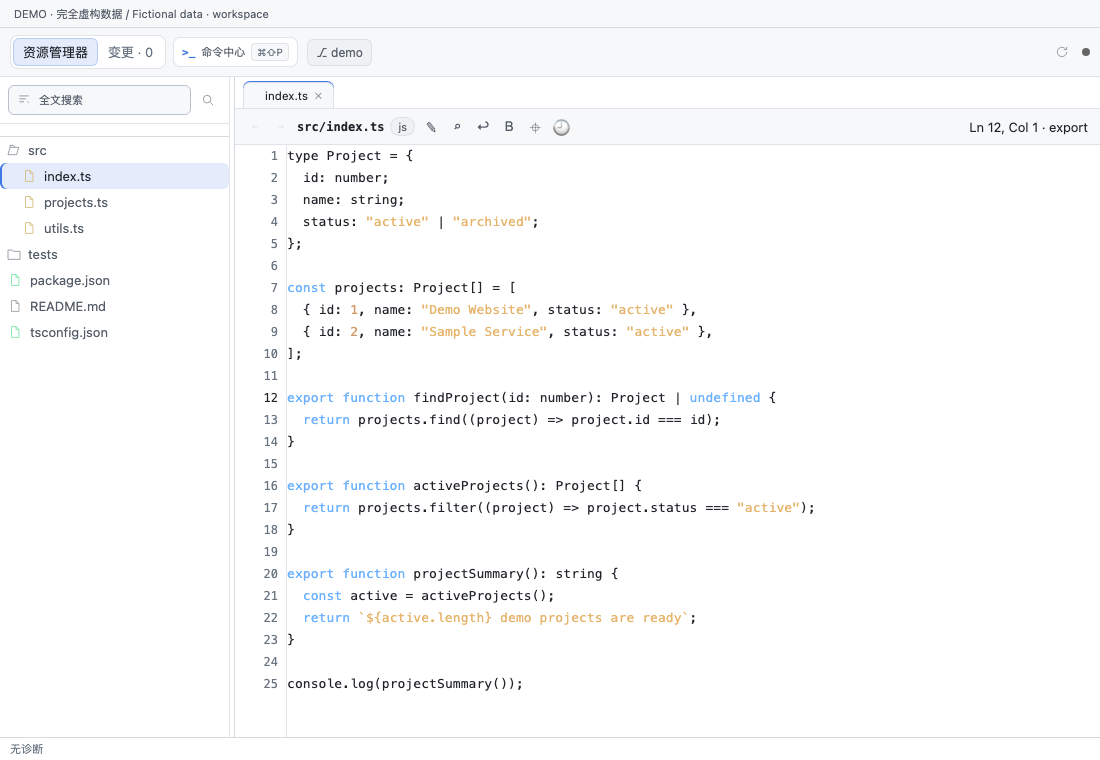 DEMO · 完全虚构数据 / Fictional data · workspace
资源管理器 变更 · 0 >_ 命令中心 ⌘⇧P demo
全文搜索
index.ts ×
src/index.ts js B Ln 12, Col 1 · export
src
index.ts
projects.ts
utils.ts
tests
package.json
README.md
tsconfig.json
1 type Project = {
2   id: number;
3   name: string;
4   status: "active" | "archived";
5 };
6
7 const projects: Project[] = [
8   { id: 1, name: "Demo Website", status: "active" },
9   { id: 2, name: "Sample Service", status: "active" },
10 ];
11
12 export function findProject(id: number): Project | undefined {
13   return projects.find((project) => project.id === id);
14 }
15
16 export function activeProjects(): Project[] {
17   return projects.filter((project) => project.status === "active");
18 }
19
20 export function projectSummary(): string {
21   const active = activeProjects();
22   return `${active.length} demo projects are ready`;
23 }
24
25 console.log(projectSummary());
无诊断